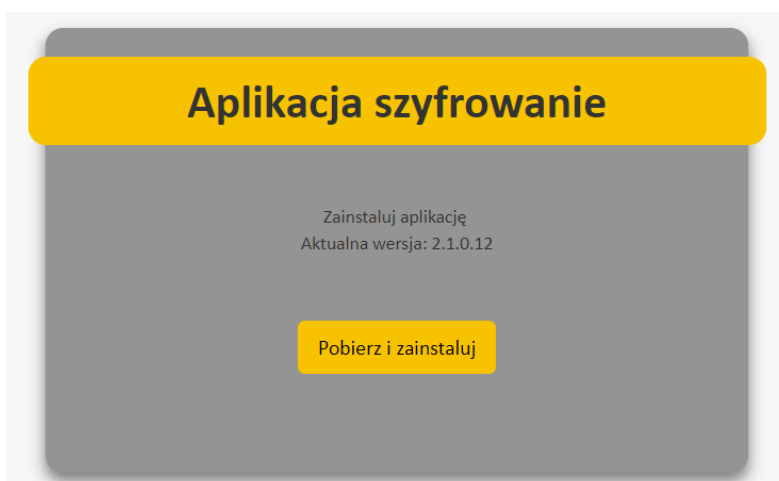 Aplikacja szyfrowanie
Zainstaluj aplikację
Aktualna wersja: 2.1.0.12
Pobierz i zainstaluj